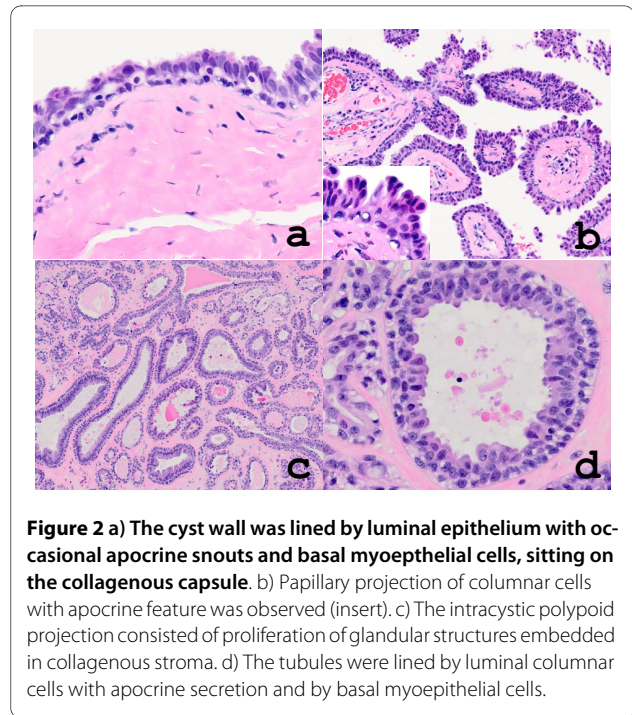 a
b
c
d
Figure 2 a) The cyst wall was lined by luminal epithelium with oc-
casional apocrine snouts and basal myoepthelial cells, sitting on
the collagenous capsule. b) Papillary projection of columnar cells
with apocrine feature was observed (insert). c) The intracystic polypoid
projection consisted of proliferation of glandular structures embedded
in collagenous stroma. d) The tubules were lined by luminal columnar
cells with apocrine secretion and by basal myoepithelial cells.